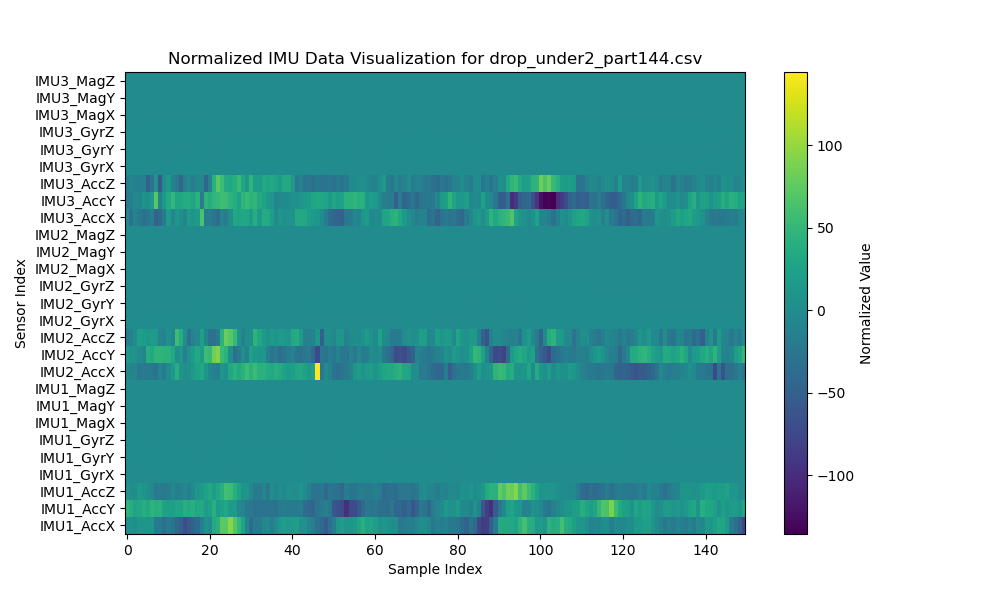 Normalized IMU Data Visualization for drop_under2_part144.csv
IMU3_MagZ
IMU3_MagY
IMU3_MagX
IMU3_GyrZ
IMU3_GyrY
IMU3_GyrX
IMU3_AccZ
IMU3_AccY
IMU3_AccX
IMU2_MagZ
IMU2_MagY
IMU2_MagX
IMU2_GyrZ
IMU2_GyrY
IMU2_GyrX
IMU2_AccZ
IMU2_AccY
IMU2_AccX
IMU1_MagZ
IMU1_MagY
IMU1_MagX
IMU1_GyrZ
IMU1_GyrY
IMU1_GyrX
IMU1_AccZ
IMU1_AccY
IMU1_AccX
Sensor Index
0 20 40 60 80 100 120 140
Sample Index
100
50
0
−50
−100
Normalized Value